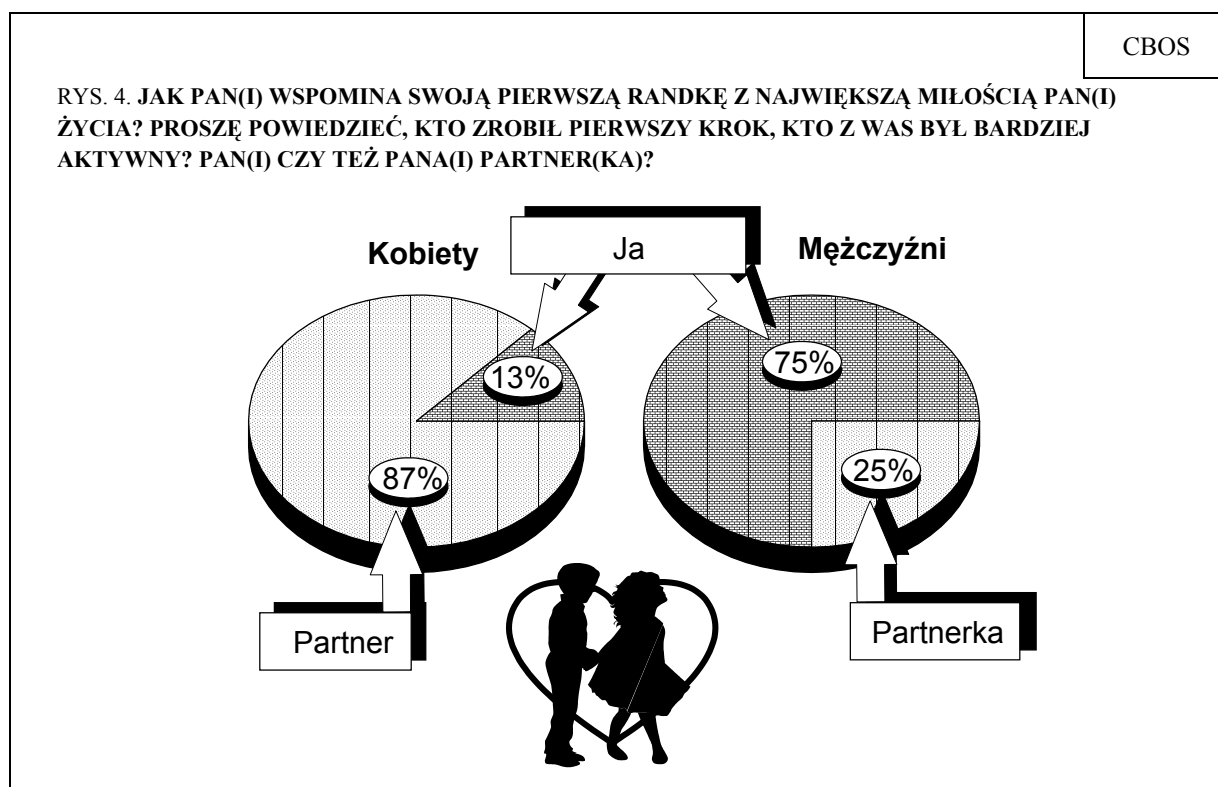 CBOS
RYS. 4. JAK PAN(I) WSPOMINA SWOJĄ PIERWSZĄ RANDKĘ Z NAJWIĘKSZĄ MIŁOŚCIĄ PAN(I)
ŻYCIA? PROSZĘ POWIEDZIEĆ, KTO ZROBIŁ PIERWSZY KROK, KTO Z WAS BYŁ BARDZIEJ
AKTYWNY? PAN(I) CZY TEŻ PANA(I) PARTNER(KA)?
Kobiety
Ja
Mężczyźni
13%
75%
87%
25%
Partner
Partnerka